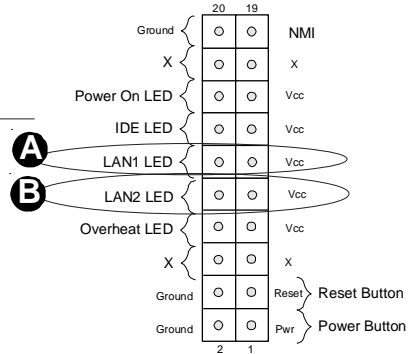 20 19
Ground NMI
X X
Power On LED Vcc
IDE LED Vcc
A
LAN1 LED Vcc
B
LAN2 LED Vcc
Overheat LED Vcc
X X
Ground Reset Reset Button
Ground Pwr Power Button
2 1